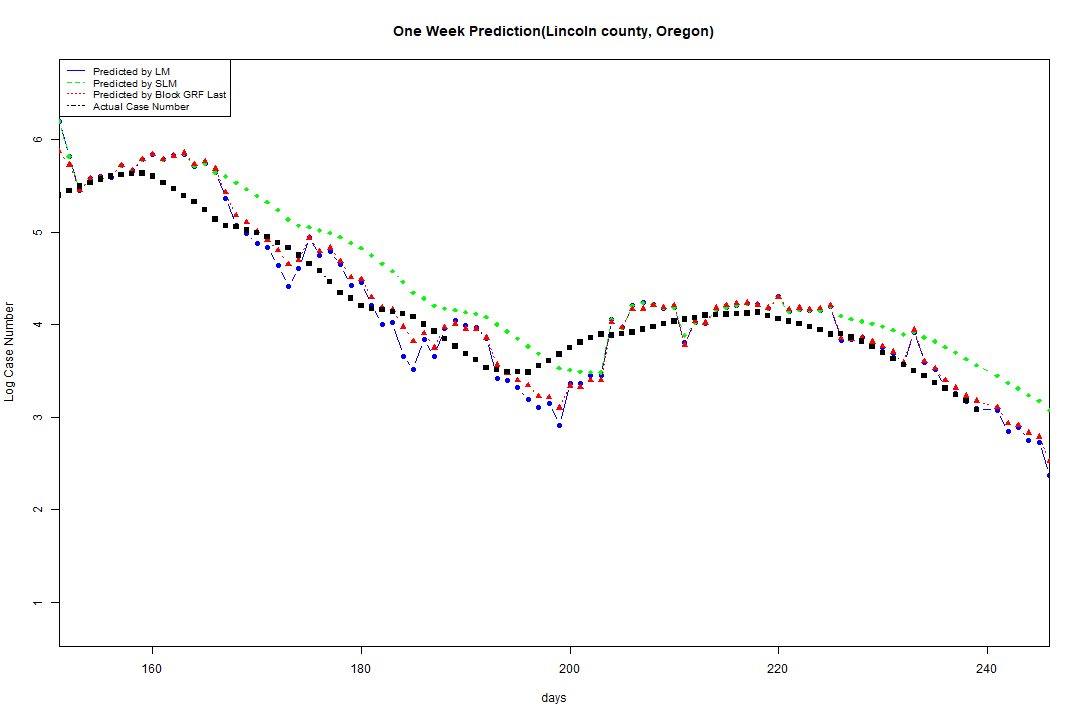 One Week Prediction(Lincoln county, Oregon)
Predicted by LM
Predicted by SLM
Predicted by Block GRF Last
Actual Case Number
6
5
4
3
2
1
Log Case Number
160
180
200
220
240
days